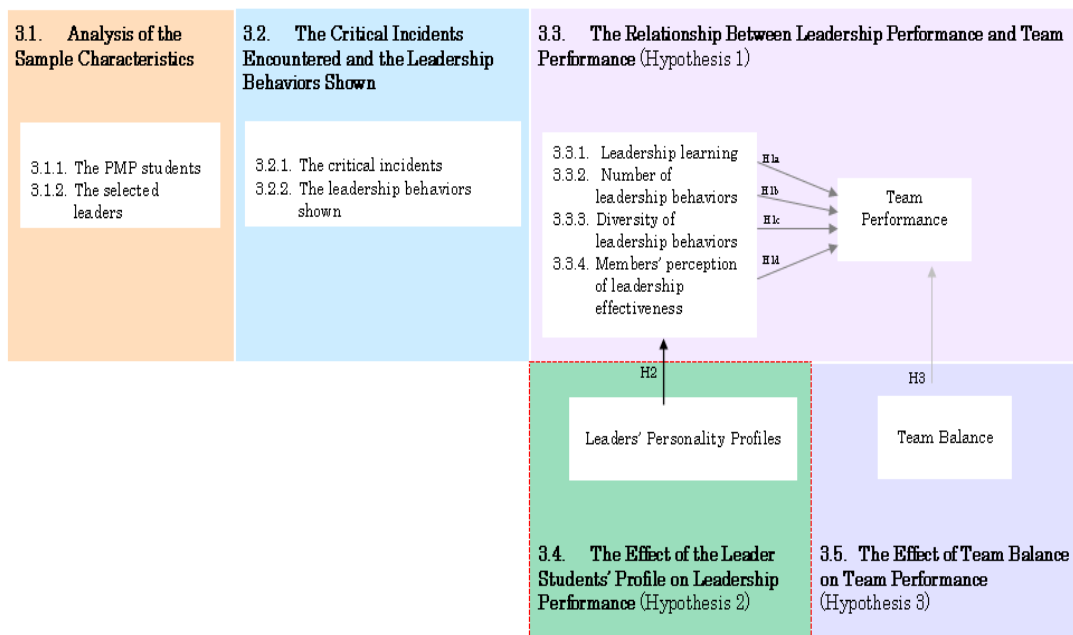 3.1. Analysis of the
Sample Characteristics
3.1.1. The PMP students
3.1.2. The selected
leaders
3.2. The Critical Incidents
Encountered and the Leadership
Behaviors Shown
3.2.1. The critical incidents
3.2.2. The leadership behaviors
shown
3.3. The Relationship Between Leadership Performance and Team
Performance (Hypothesis 1)
3.3.1. Leadership learning
3.3.2. Number of
leadership behaviors
3.3.3. Diversity of
leadership behaviors
3.3.4. Members' perception
of leadership
effectiveness
H1a
H1b
H1c
H1d
Team
Performance
H2
H3
Leaders' Personality Profiles
Team Balance
3.4. The Effect of the Leader
Students' Profile on Leadership
Performance (Hypothesis 2)
3.5. The Effect of Team Balance
on Team Performance
(Hypothesis 3)